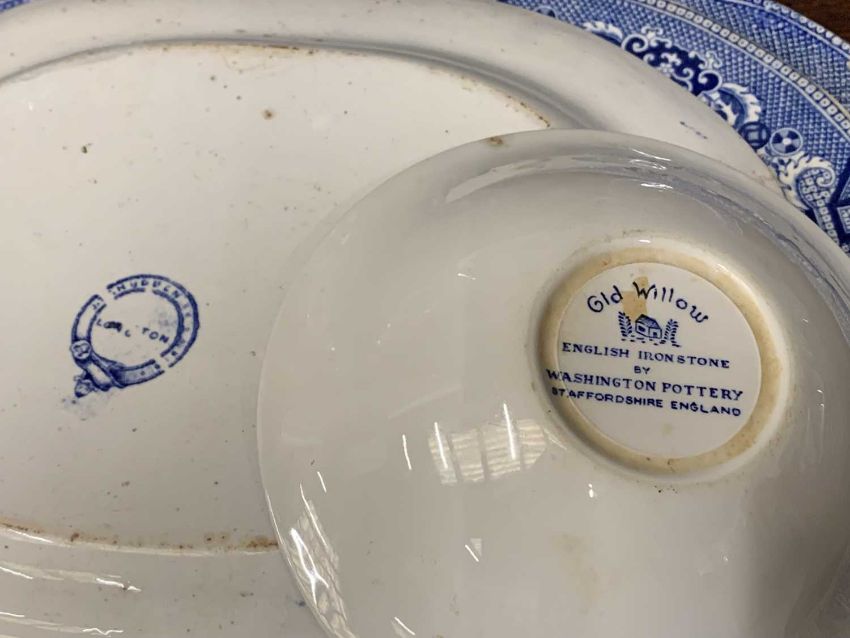 Old Willow
ENGLISH IRONSTONE
BY
WASHINGTON POTTERY
STAFFORDSHIRE ENGLAND